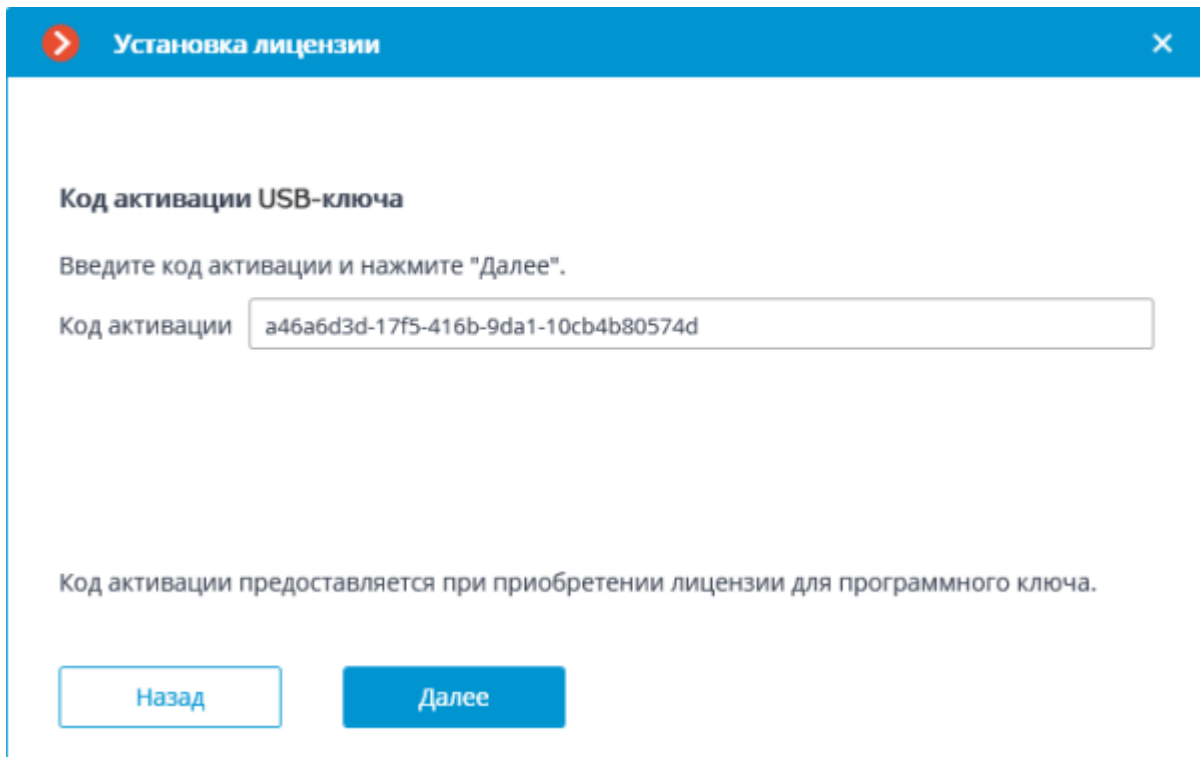 Установка лицензии
Код активации USB-ключа
Введите код активации и нажмите "Далее".
Код активации a46a6d3d-17f5-416b-9da1-10cb4b80574d
Код активации предоставляется при приобретении лицензии для программного ключа.
Назад Далее